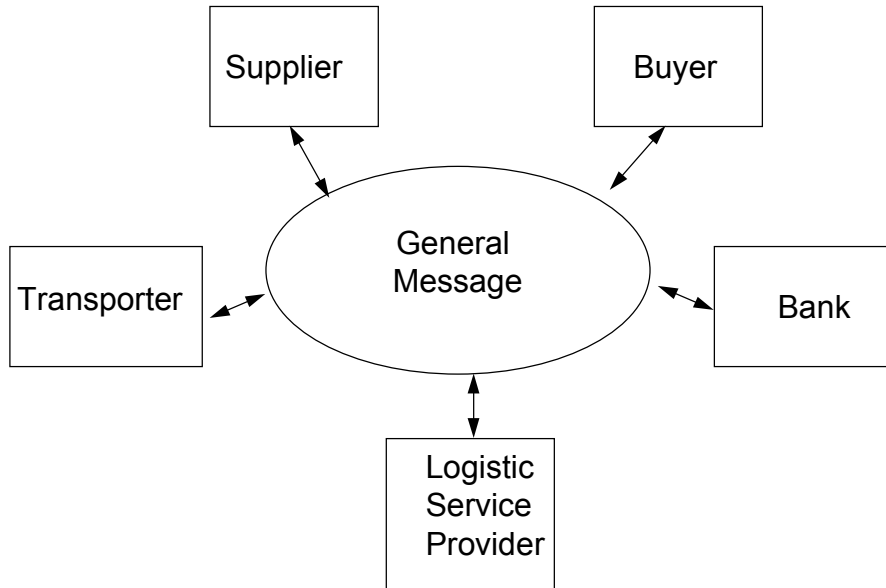 Supplier
Buyer
General
Message
Transporter
Bank
Logistic
Service
Provider